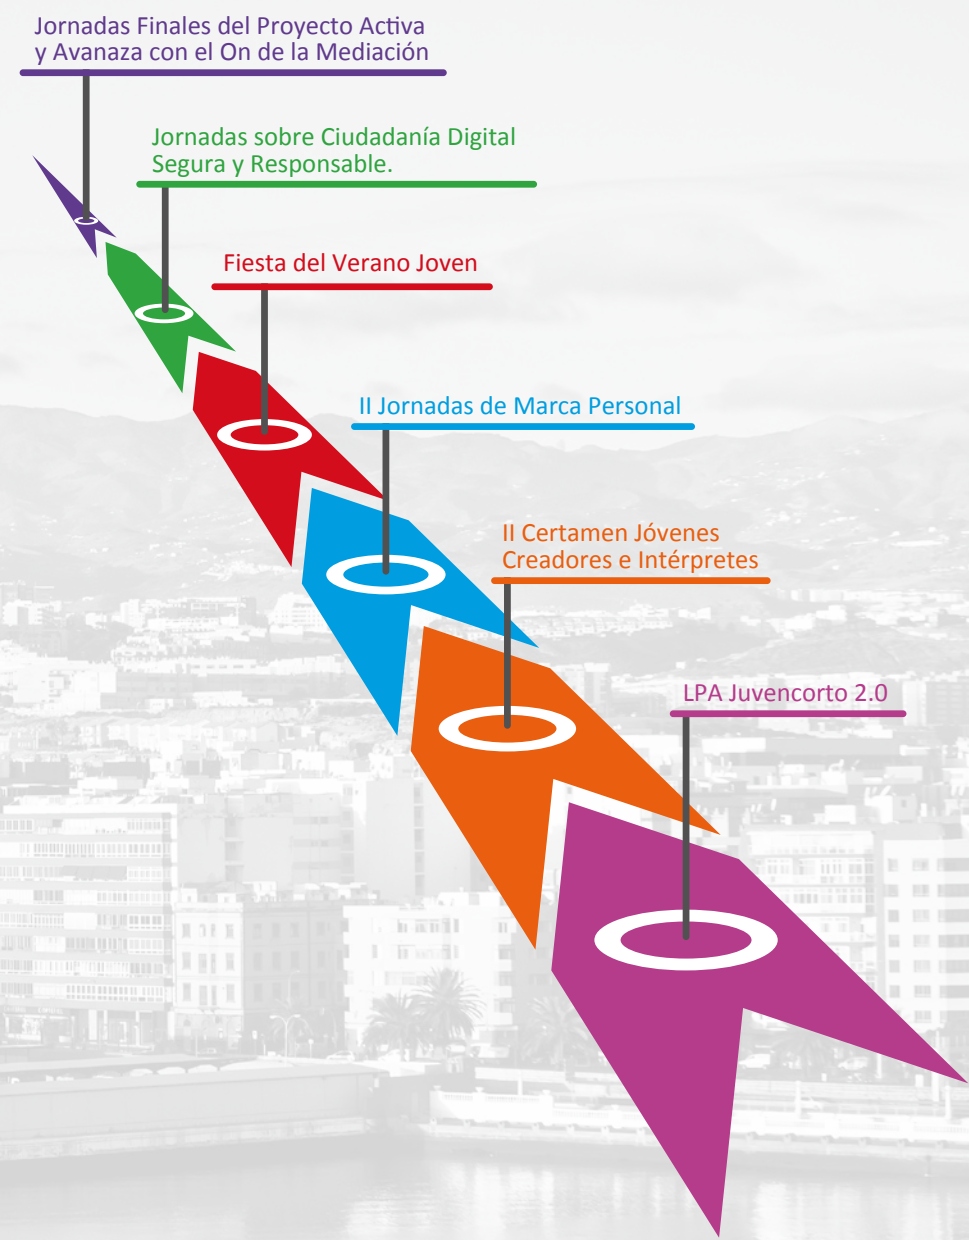 Jornadas Finales del Proyecto Activa
y Avanaza con el On de la Mediación
Jornadas sobre Ciudadanía Digital
Segura y Responsable.
Fiesta del Verano Joven
II Jornadas de Marca Personal
II Certamen Jóvenes
Creadores e Intérpretes
LPA Juvencorto 2.0